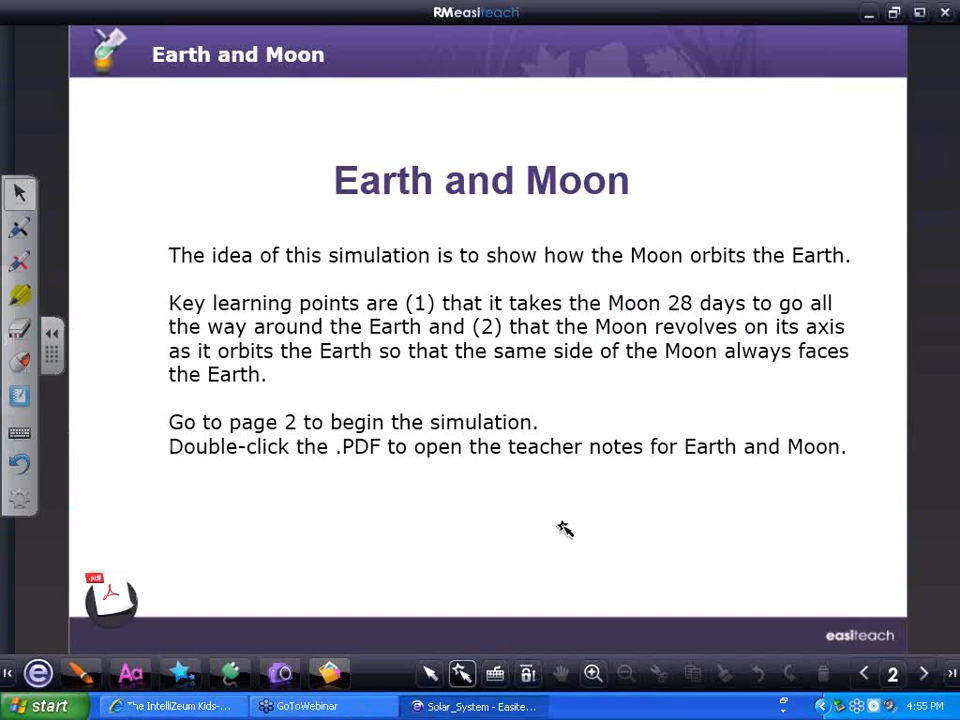 RM easiteach
Earth and Moon
Earth and Moon
The idea of this simulation is to show how the Moon orbits the Earth.
Key learning points are (1) that it takes the Moon 28 days to go all
the way around the Earth and (2) that the Moon revolves on its axis
as it orbits the Earth so that the same side of the Moon always faces
the Earth.
Go to page 2 to begin the simulation.
Double-click the .PDF to open the teacher notes for Earth and Moon.
.pdf
easiteach
e
Aa
2
start
The IntelliZeum Kids-...
GoToWebinar
Solar_System - Easite...
4:55 PM